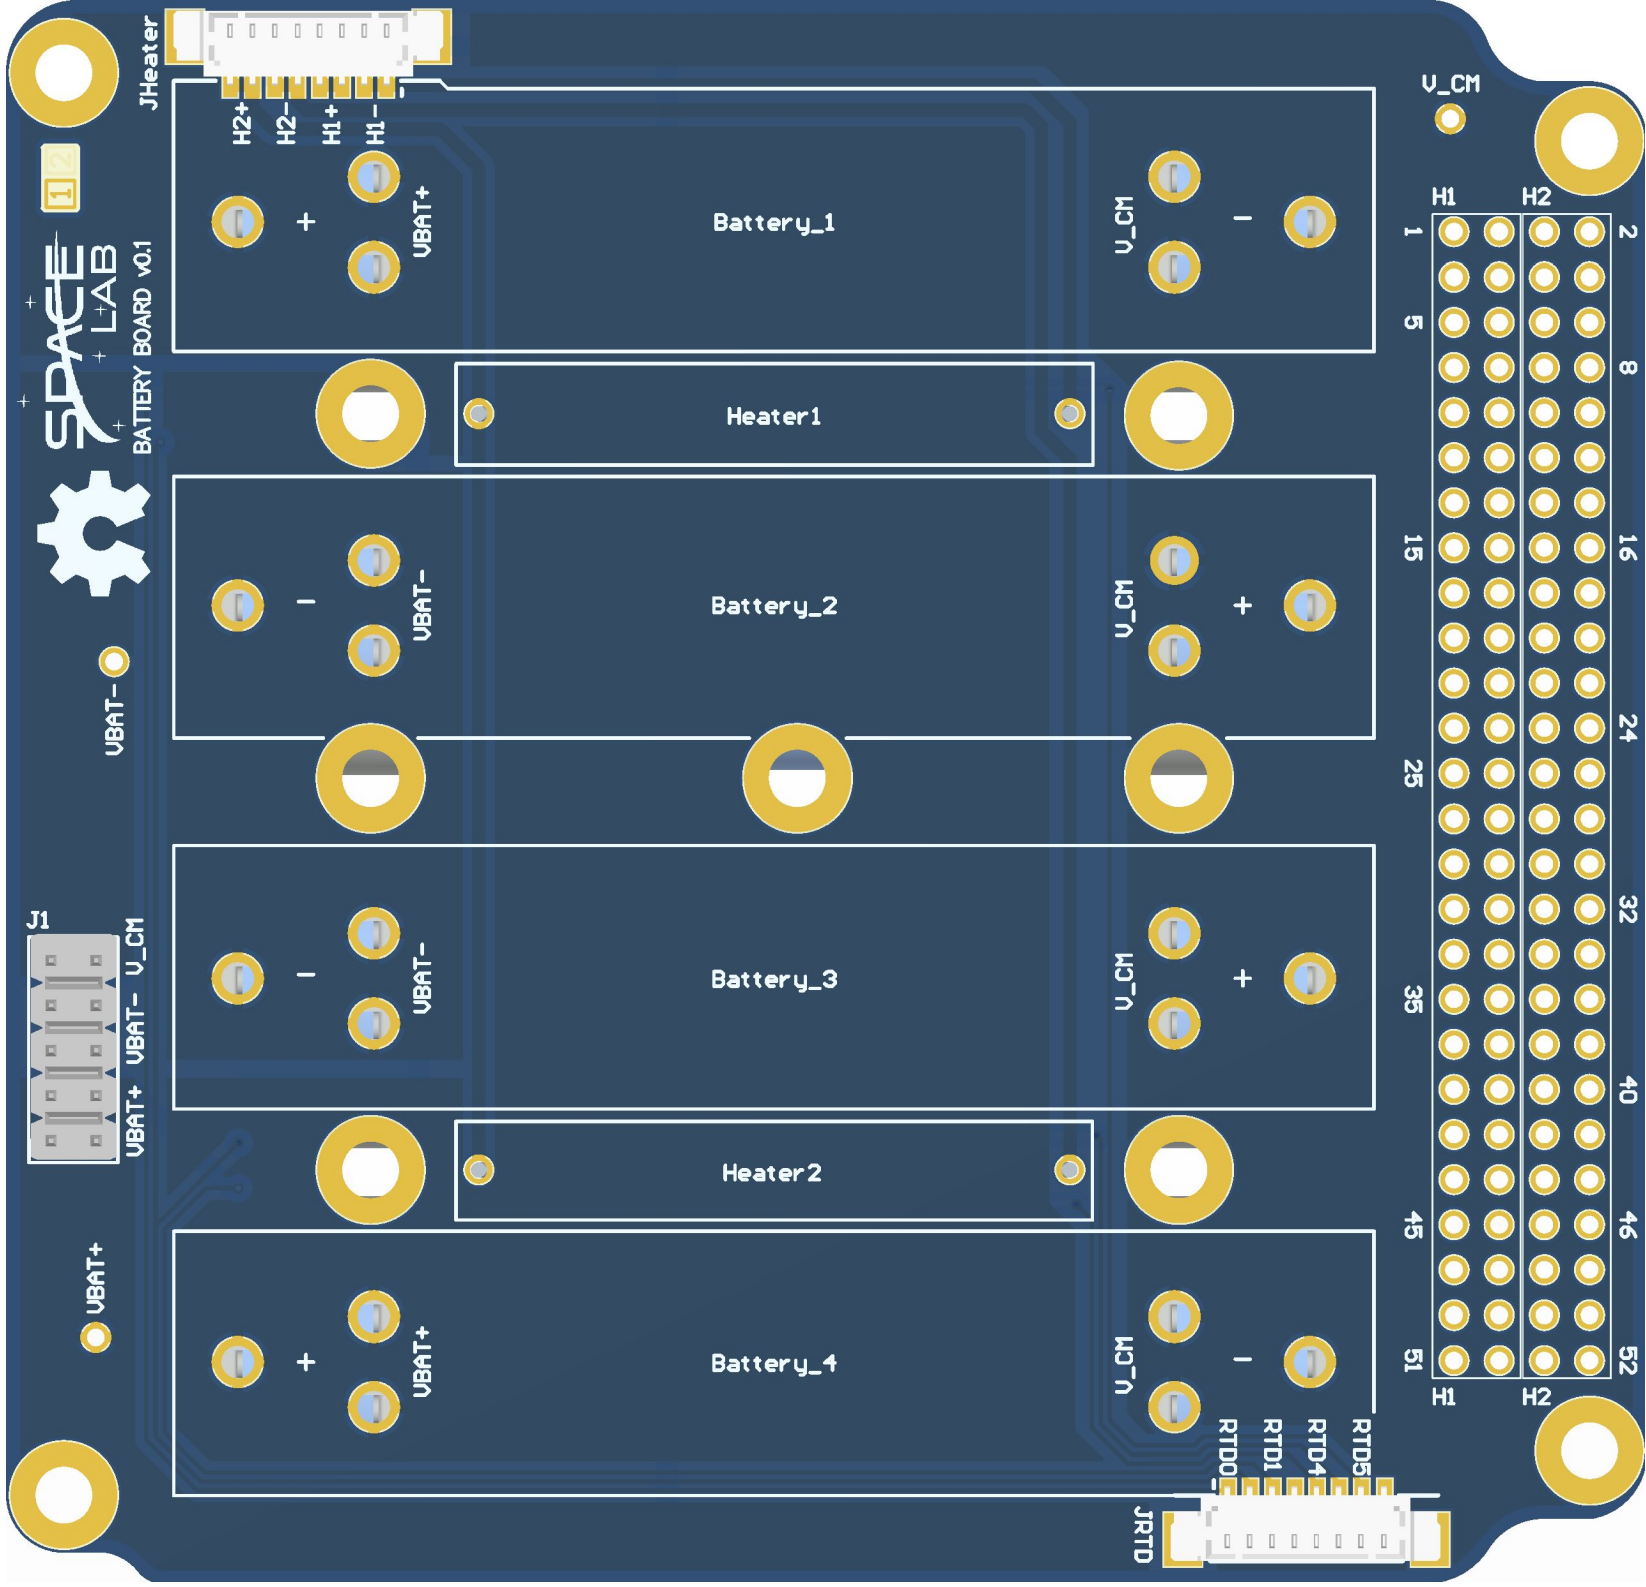 JHeater
H2+
H2-
H1+
H1-
V_CM
2
1
SPACE
LAB
BATTERY BOARD v0.1
+
VBAT+
Battery_1
V_CM
-
H1
H2
1
2
5
8
Heater1
15
16
-
VBAT-
Battery_2
V_CM
+
VBAT-
24
25
32
J1
V_CM
VBAT-
VBAT+
-
VBAT-
Battery_3
V_CM
+
35
40
Heater2
45
46
VBAT+
+
VBAT+
Battery_4
V_CM
-
51
52
H1
H2
RTD0
RTD1
RTD4
RTD5
JRTD